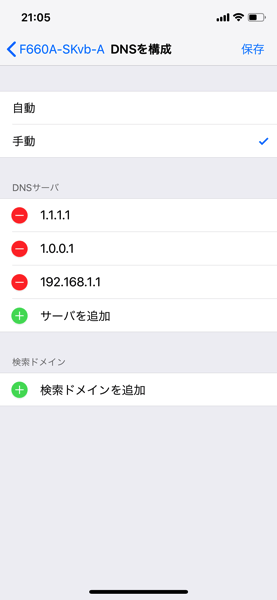 21:05
F660A-SKvb-A DNSを構成 保存
自動
手動
DNSサーバ
1.1.1.1
1.0.0.1
192.168.1.1
サーバを追加
検索ドメイン
検索ドメインを追加